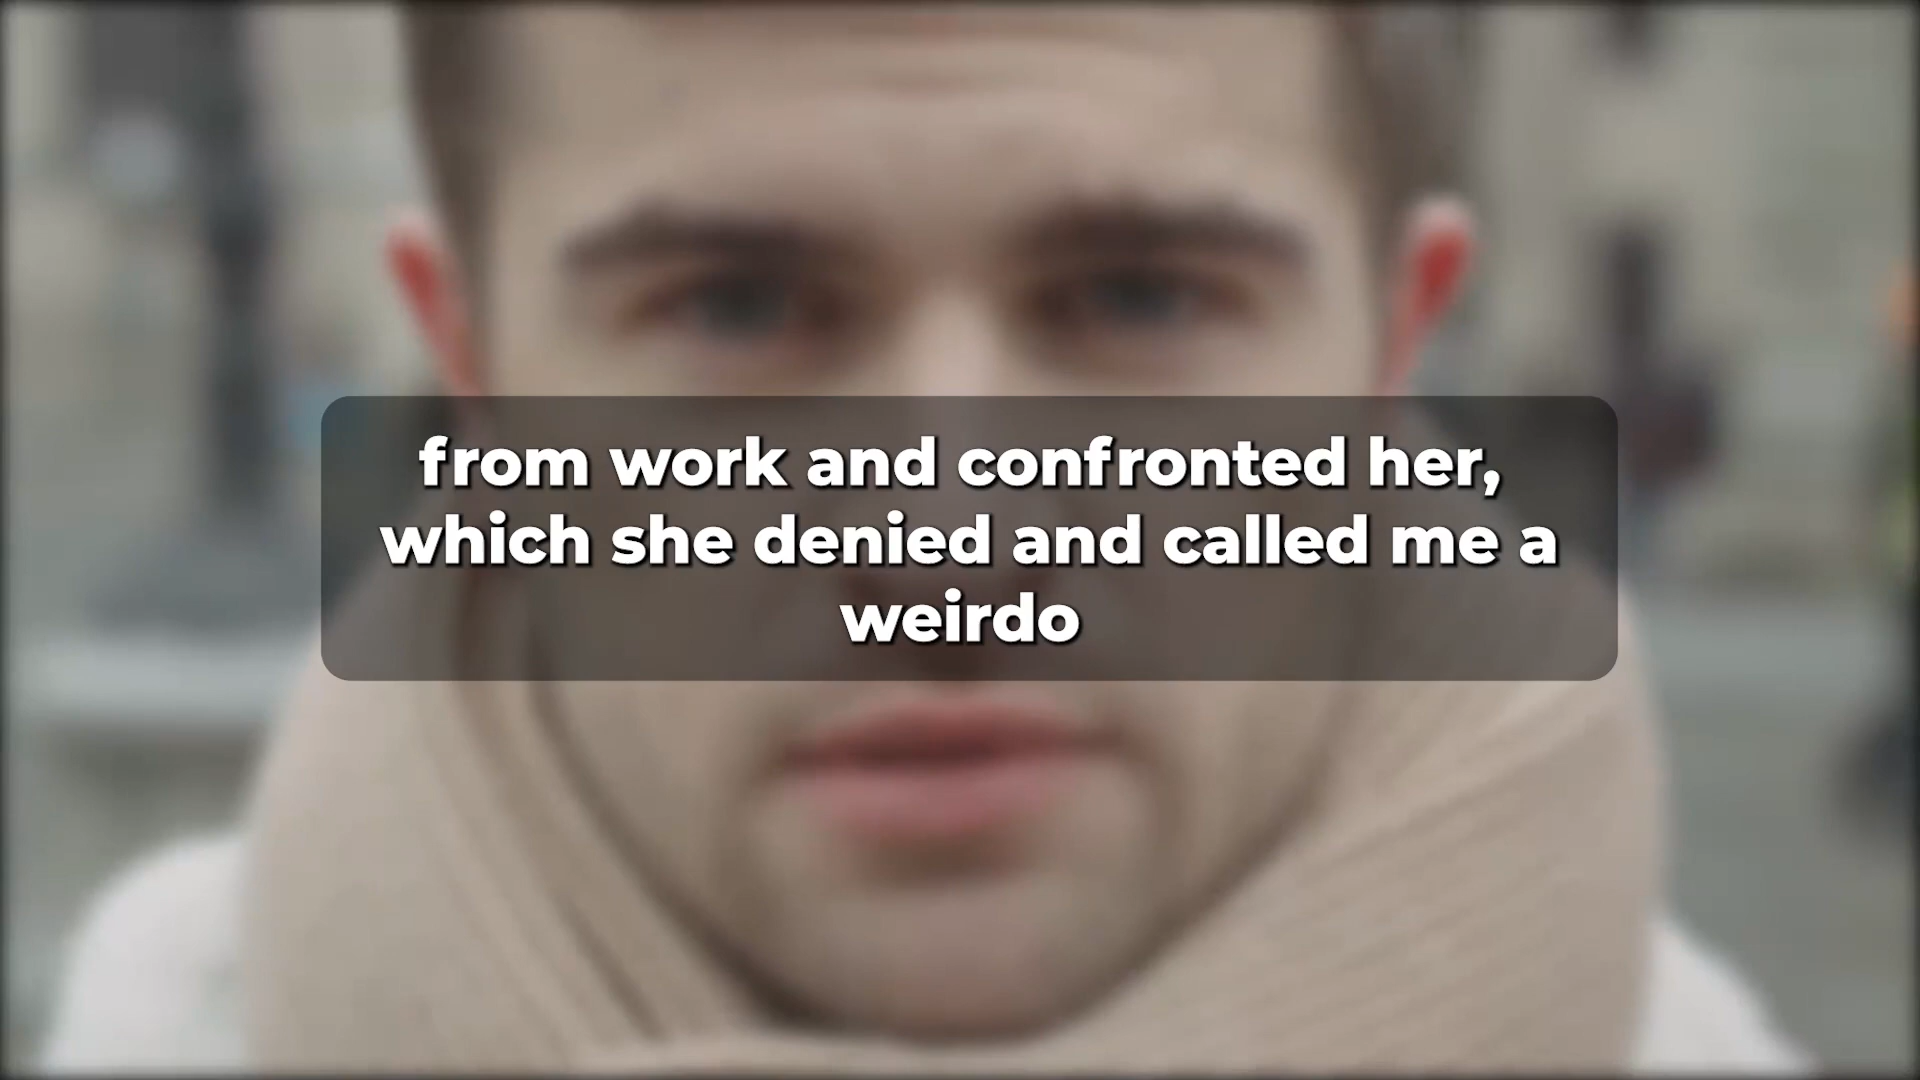 from work and confronted her,
which she denied and called me a
weirdo